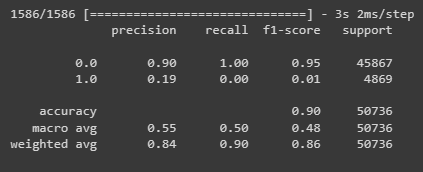 1586/1586 [==============================] - 3s 2ms/step
precision recall f1-score support
0.0 0.90 1.00 0.95 45867
1.0 0.19 0.00 0.01 4869
accuracy 0.90 50736
macro avg 0.55 0.50 0.48 50736
weighted avg 0.84 0.90 0.86 50736